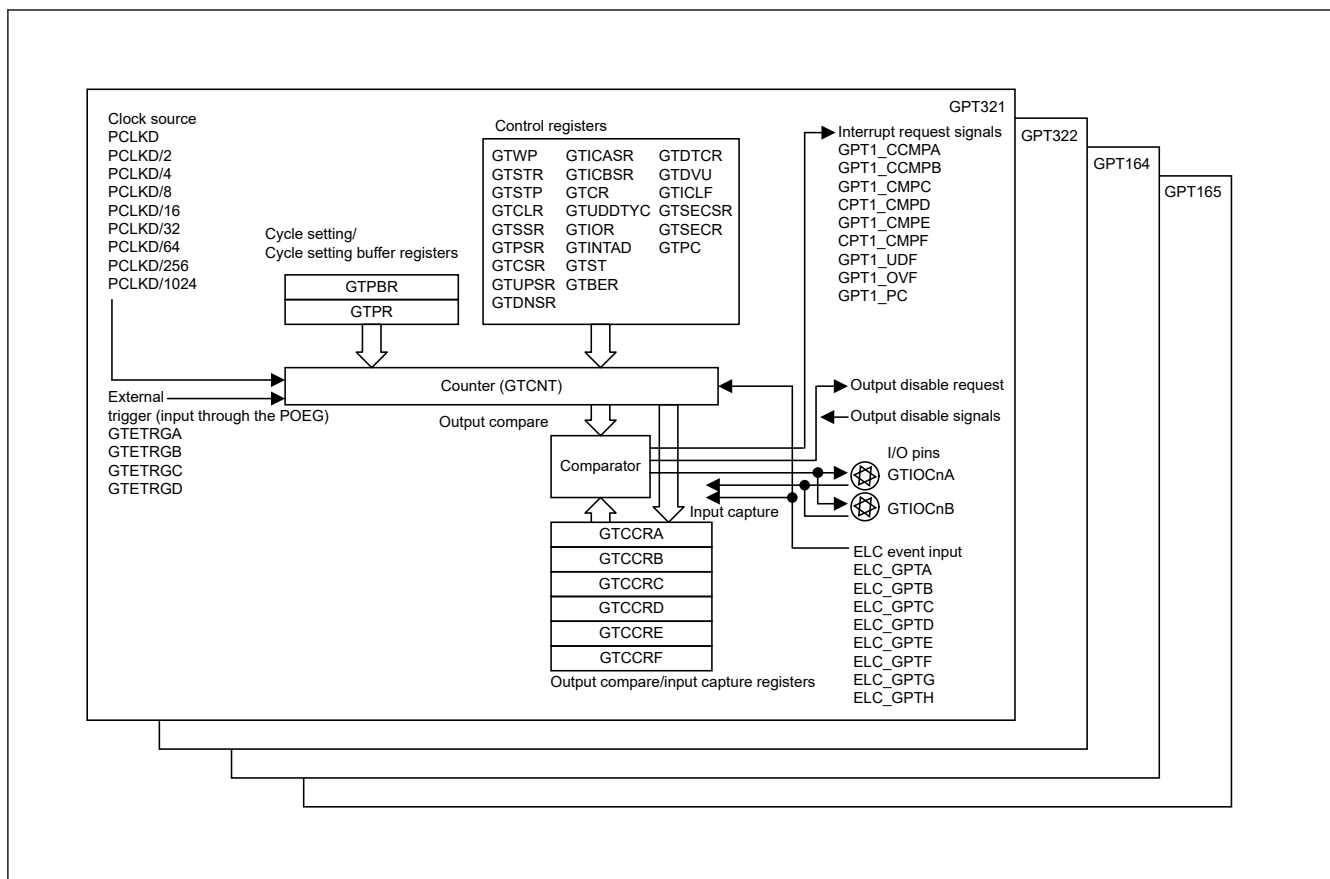 GPT321
GPT322
GPT164
GPT165
Clock source
PCLKD
PCLKD/2
PCLKD/4
PCLKD/8
PCLKD/16
PCLKD/32
PCLKD/64
PCLKD/256
PCLKD/1024
Cycle setting/
Cycle setting buffer registers
GTPBR
GTPR
Control registers
GTWP GTICASR GTDTCR
GTSTR GTICBSR GTDVU
GTSTP GTCR GTICLF
GTCLR GTUDDTYC GTSECSR
GTSSR GTIOR GTSECR
GTPSR GTINTAD GTPC
GTCSR GTST
GTUPSR GTBER
GTDNSR
Interrupt request signals
GPT1_CCMPA
GPT1_CCMPB
GPT1_CMPC
CPT1_CMPD
GPT1_CMPE
CPT1_CMPF
GPT1_UDF
GPT1_OVF
GPT1_PC
Counter (GTCNT)
External
trigger (input through the POEG)
GTETRGA
GTETRGB
GTETRGC
GTETRGD
Output compare
Comparator
Output disable request
Output disable signals
I/O pins
GTIOCnA
GTIOCnB
Input capture
GTCCRA
GTCCRB
GTCCRC
GTCCRD
GTCCRE
GTCCRF
Output compare/input capture registers
ELC event input
ELC_GPTA
ELC_GPTB
ELC_GPTC
ELC_GPTD
ELC_GPTE
ELC_GPTF
ELC_GPTG
ELC_GPTH